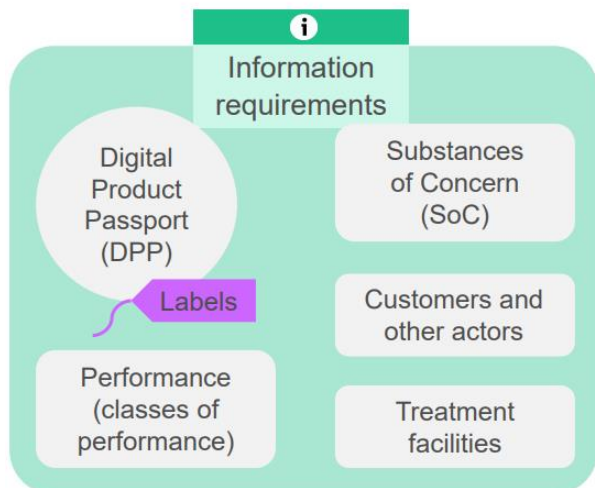 i
Information
requirements
Digital
Product
Passport
(DPP)
Labels
Performance
(classes of
performance)
Substances
of Concern
(SoC)
Customers and
other actors
Treatment
facilities